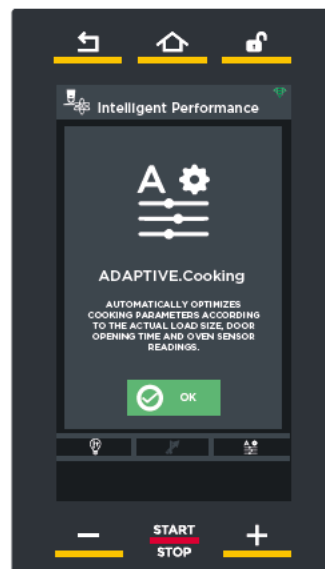 Intelligent Performance
A
ADAPTIVE.Cooking
AUTOMATICALLY OPTIMIZES
COOKING PARAMETERS ACCORDING
TO THE ACTUAL LOAD SIZE, DOOR
OPENING TIME AND OVEN SENSOR
READINGS.
OK
A
START
STOP